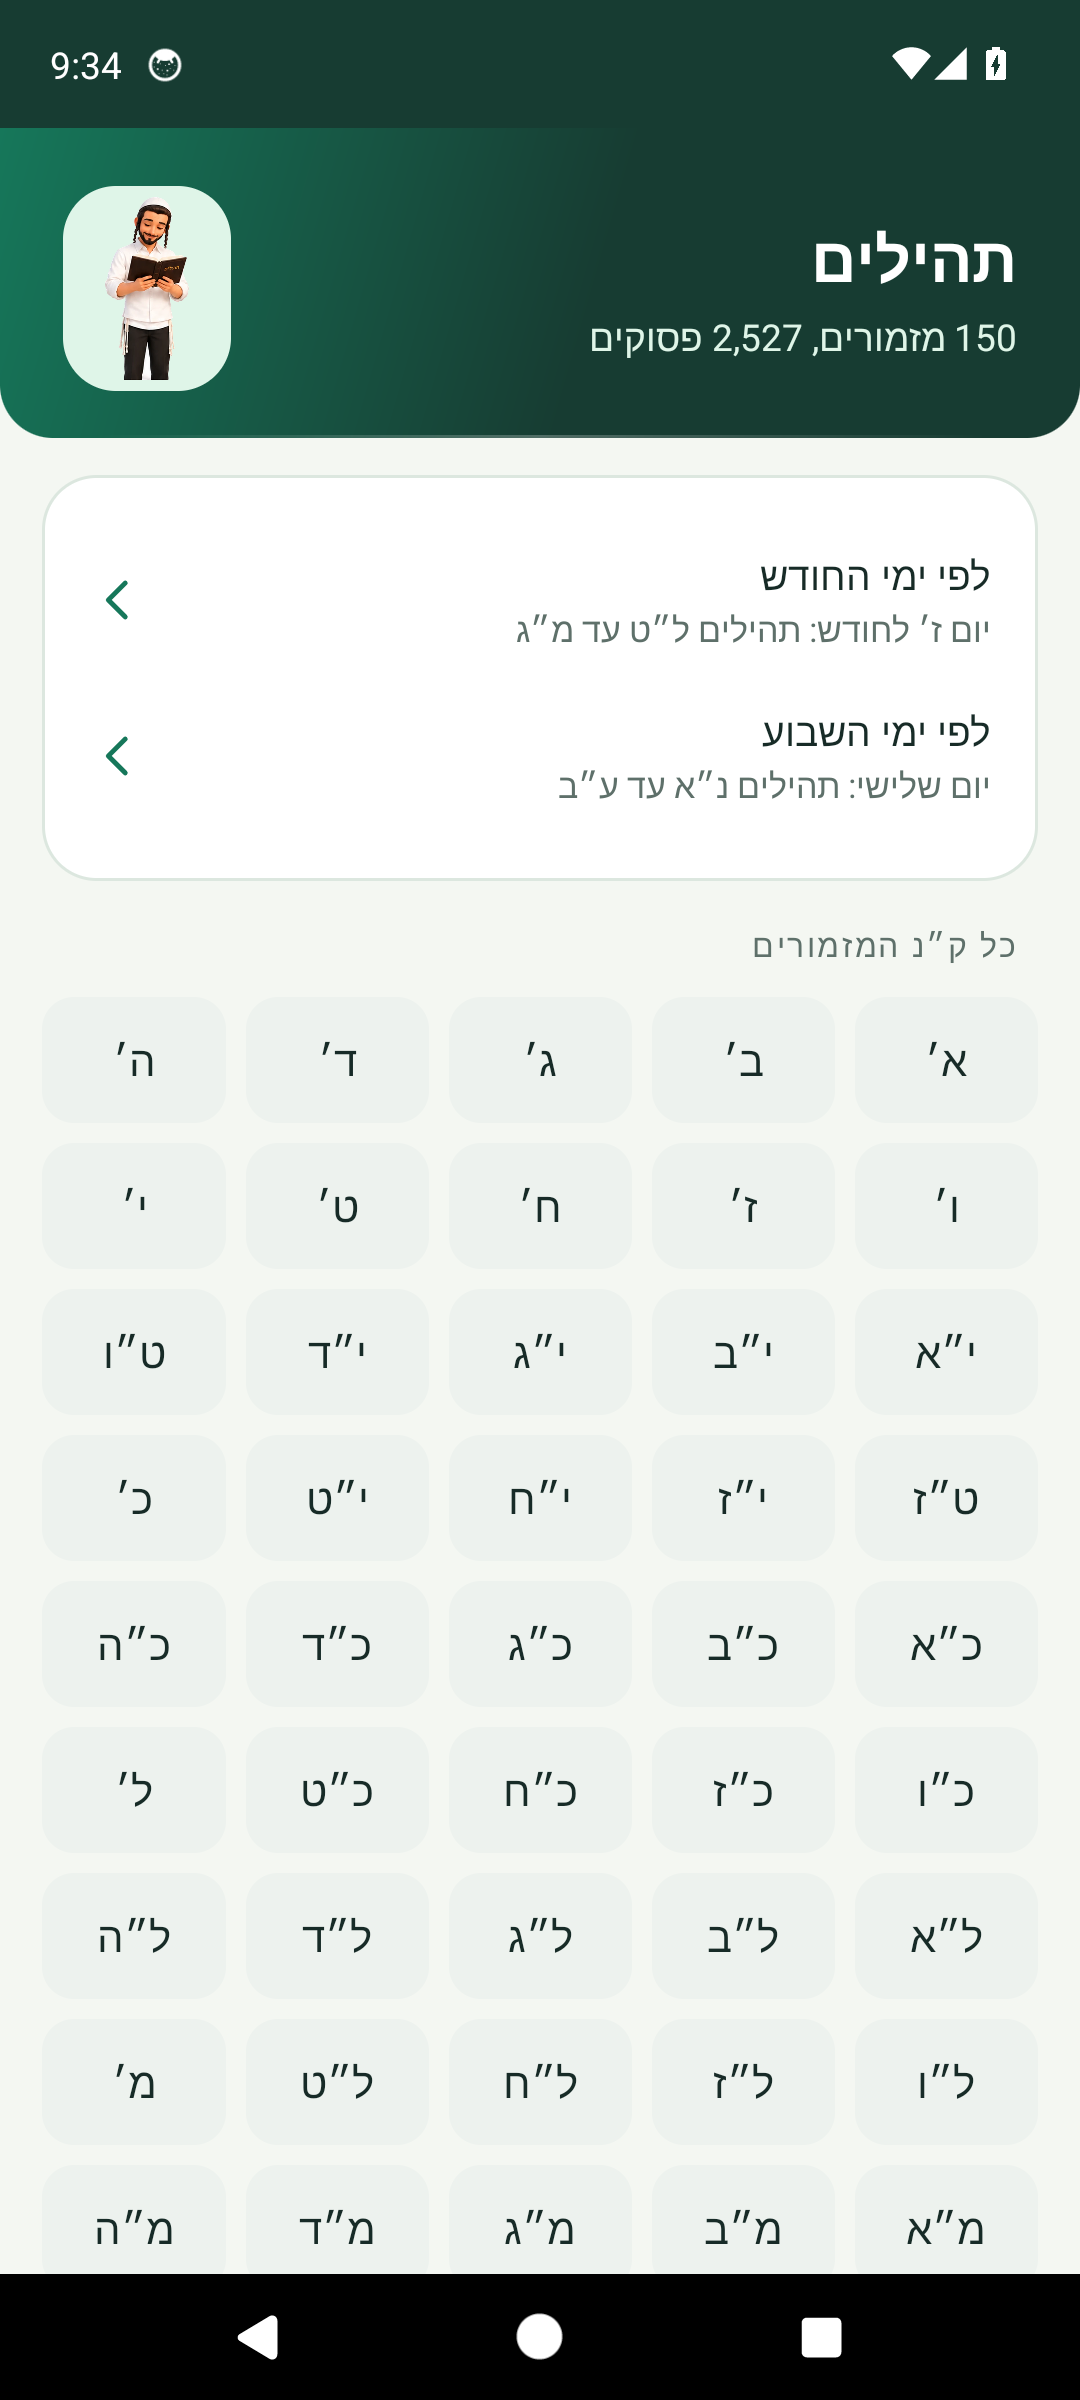 9:34
תהילים
150 מזמורים, 2,527 פסוקים
לפי ימי החודש
יום ז׳ לחודש: תהילים ל״ט עד מ״ג
לפי ימי השבוע
יום שלישי: תהילים נ״א עד ע״ב
כל ק״נ המזמורים
א׳ ב׳ ג׳ ד׳ ה׳
ו׳ ז׳ ח׳ ט׳ י׳
י״א י״ב י״ג י״ד ט״ו
ט״ז י״ז י״ח י״ט כ׳
כ״א כ״ב כ״ג כ״ד כ״ה
כ״ו כ״ז כ״ח כ״ט ל׳
ל״א ל״ב ל״ג ל״ד ל״ה
ל״ו ל״ז ל״ח ל״ט מ׳
מ״א מ״ב מ״ג מ״ד מ״ה